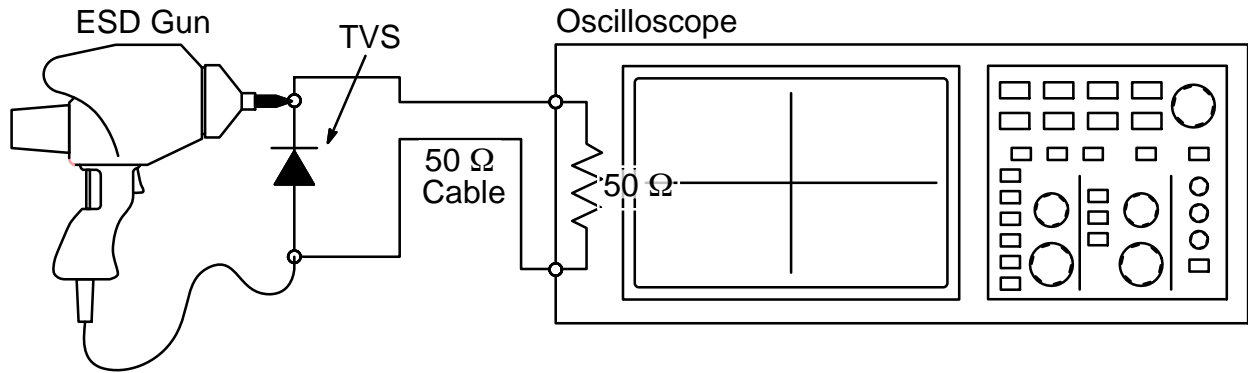 ESD Gun
TVS
Oscilloscope
50 Ω
Cable
50 Ω